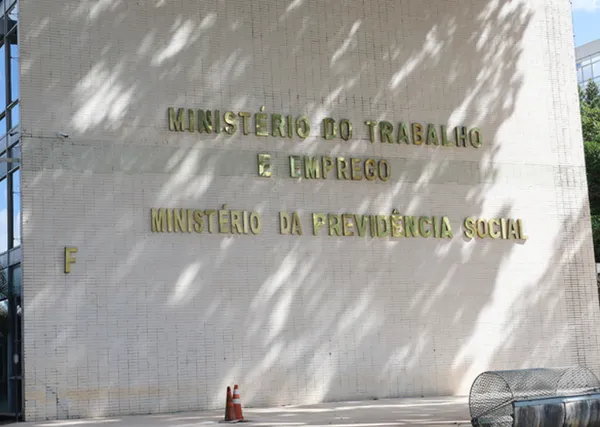 MINISTÉRIO DO TRABALHO
E EMPREGO
MINISTÉRIO DA PREVIDÊNCIA SOCIAL
F